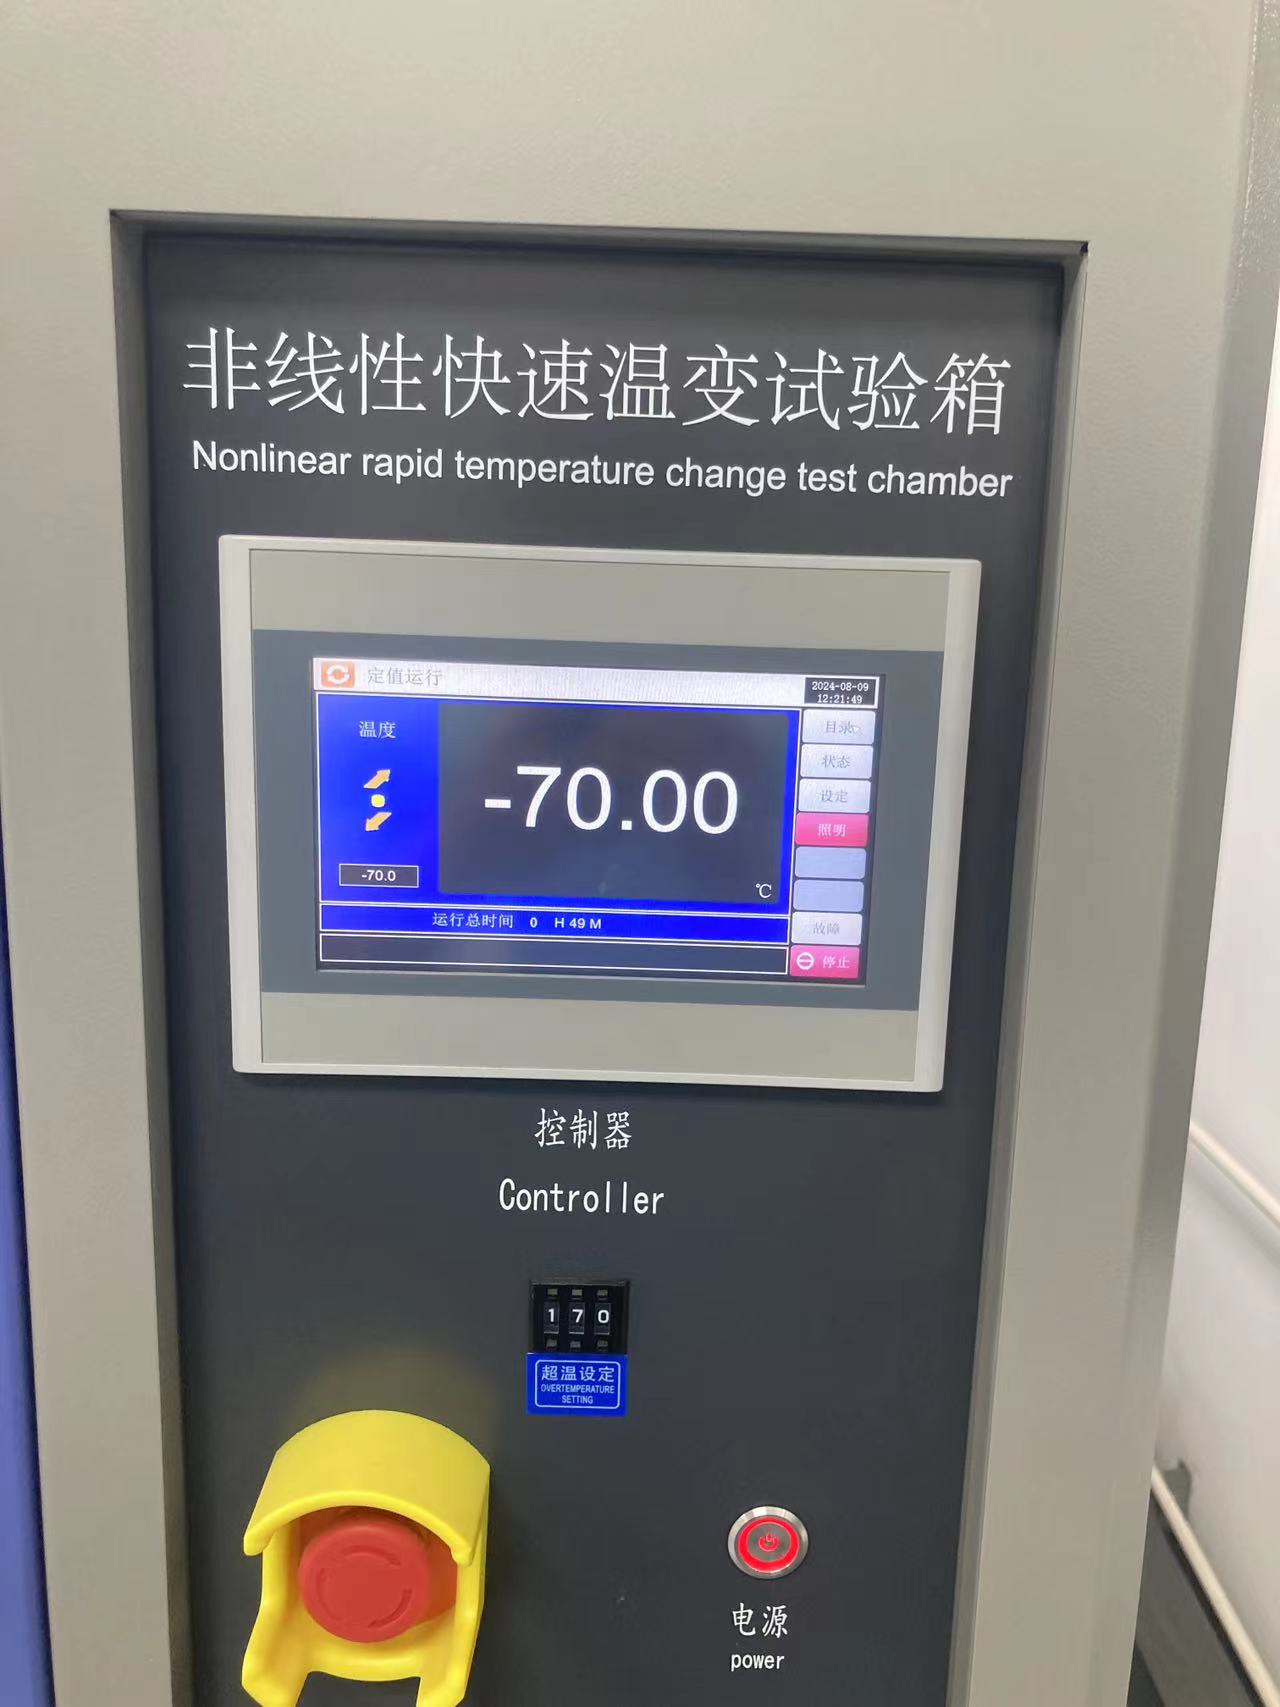 非线性快速温变试验箱
Nonlinear rapid temperature change test chamber
定值运行
2024-08-09
12:21:49
温度
-70.00
℃
-70.0
运行总时间 0 H 49 M
目录
状态
设定
照明
故障
停止
控制器
Controller
170
超温设定
OVERTEMPERATURE
SETTING
电源
power